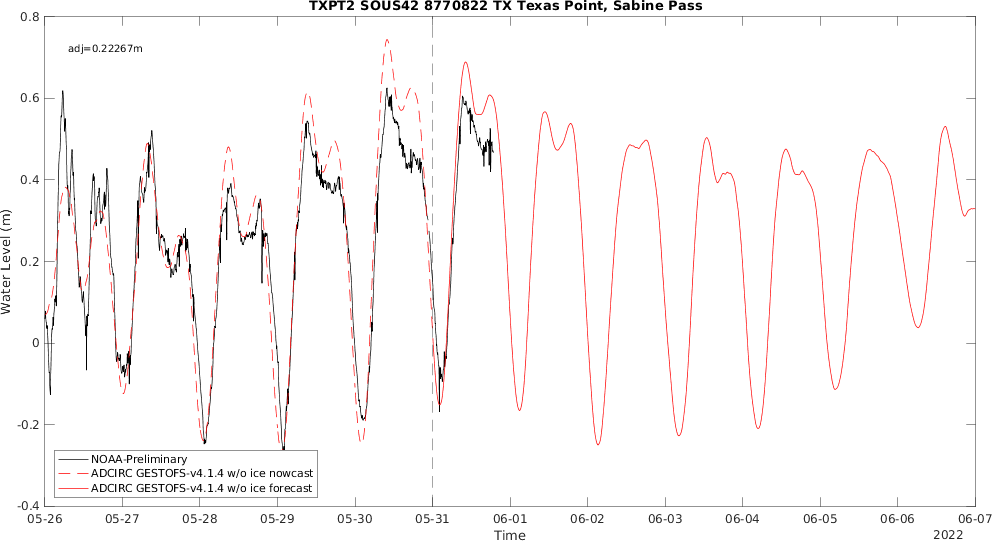 TXPT2 SOUS42 8770822 TX Texas Point, Sabine Pass
adj=0.22267m
0.8
0.6
0.4
0.2
0
-0.2
-0.4
Water Level (m)
NOAA-Preliminary
ADCIRC GESTOFS-v4.1.4 w/o ice nowcast
ADCIRC GESTOFS-v4.1.4 w/o ice forecast
05-26 05-27 05-28 05-29 05-30 05-31 06-01 06-02 06-03 06-04 06-05 06-06 06-07
Time
2022